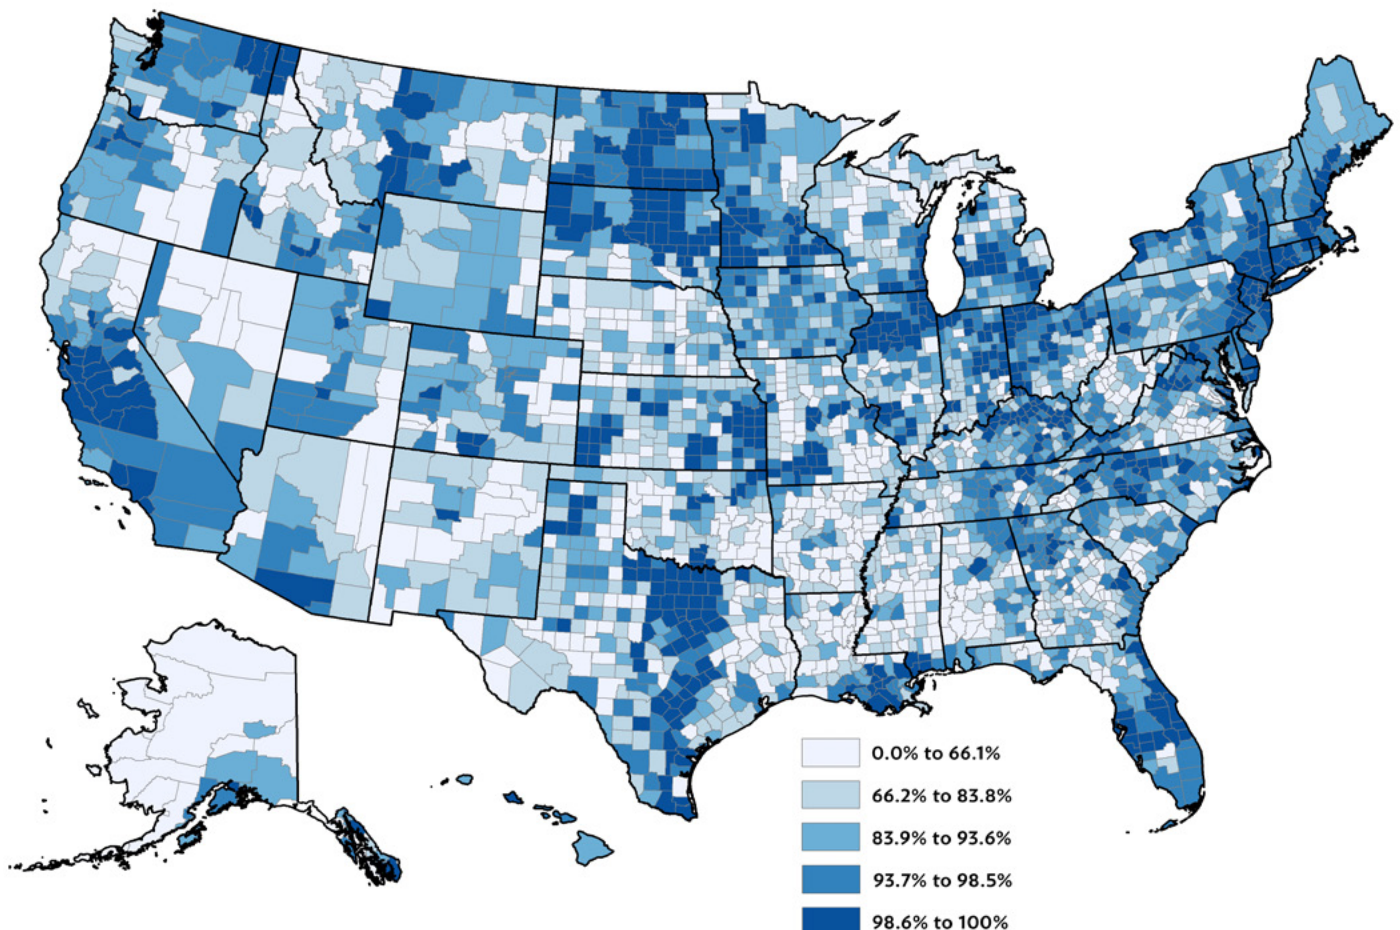 0.0% to 66.1%
66.2% to 83.8%
83.9% to 93.6%
93.7% to 98.5%
98.6% to 100%